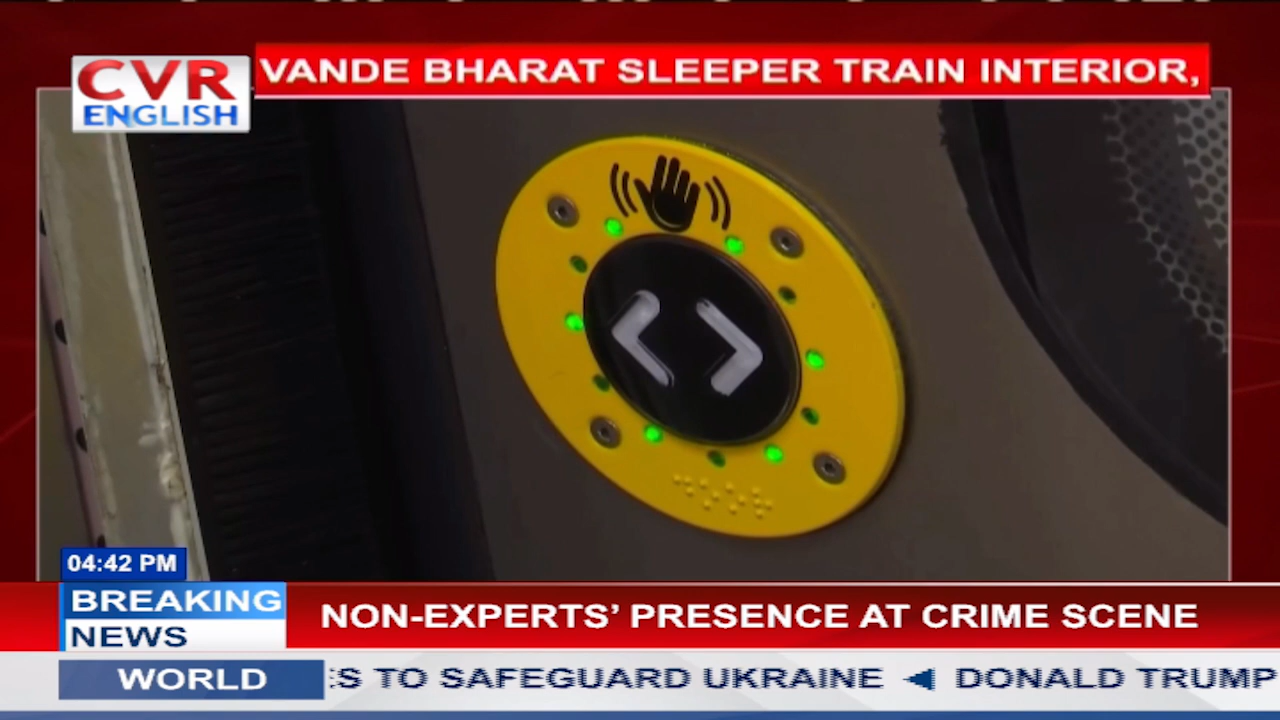 CVR
ENGLISH
VANDE BHARAT SLEEPER TRAIN INTERIOR,
04:42 PM
BREAKING
NEWS
NON-EXPERTS’ PRESENCE AT CRIME SCENE
WORLD
S TO SAFEGUARD UKRAINE ◄ DONALD TRUMP